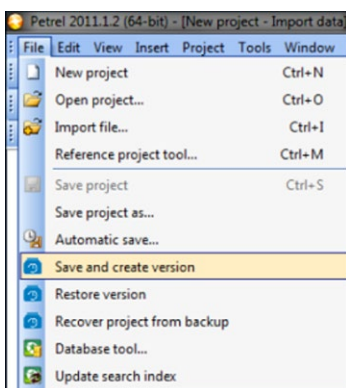 Petrel 2011.1.2 (64-bit) - [New project - Import data]
File Edit View Insert Project Tools Window
New project Ctrl+N
Open project... Ctrl+O
Import file... Ctrl+I
Reference project tool... Ctrl+M
Save project Ctrl+S
Save project as...
Automatic save...
Save and create version
Restore version
Recover project from backup
Database tool...
Update search index